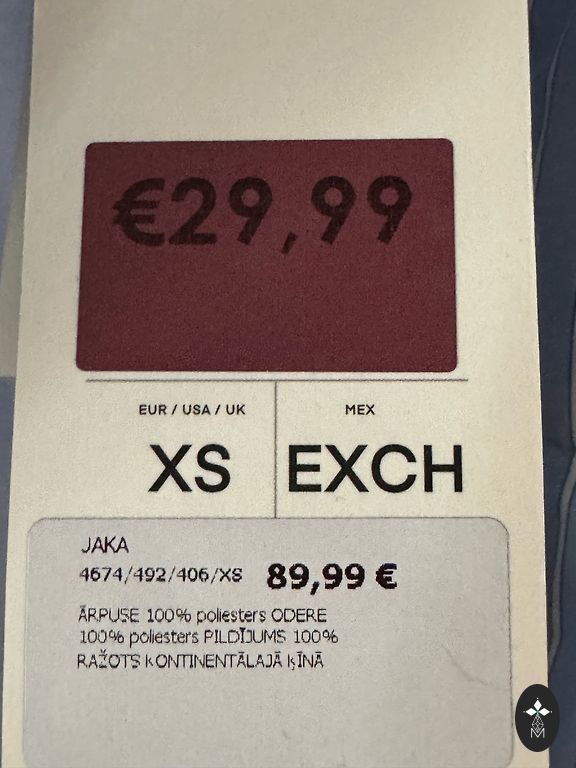 €29,99
EUR / USA / UK
MEX
XS
EXCH
JAKA
4674/492/406/XS 89,99 €
ĀRPUSE 100% poliesters ODERE
100% poliesters PILDĪJUMS 100%
RAŽOTS KONTINENTĀLAJĀ ĶĪNĀ
M